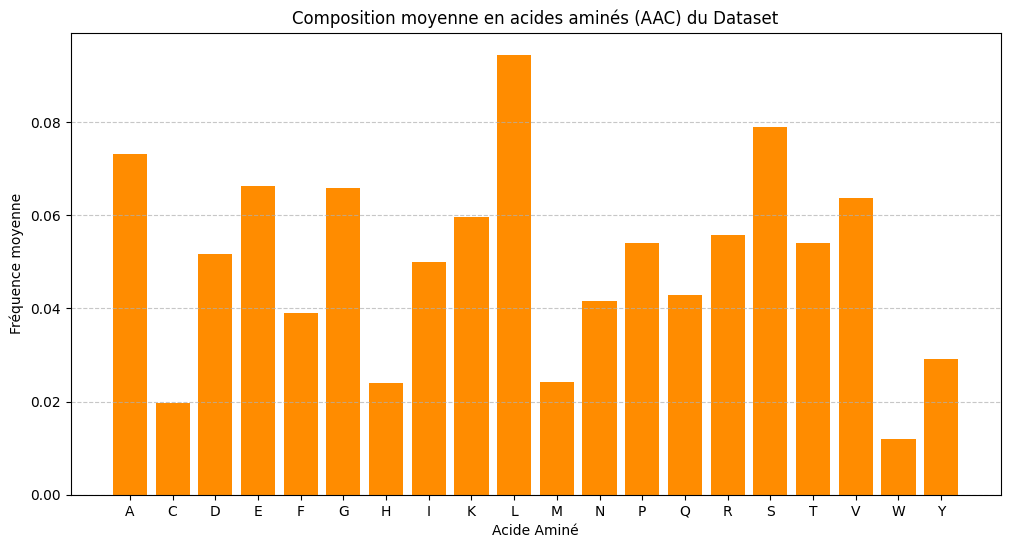 Composition moyenne en acides aminés (AAC) du Dataset
Fréquence moyenne
0.08
0.06
0.04
0.02
0.00
A C D E F G H I K L M N P Q R S T V W Y
Acide Aminé